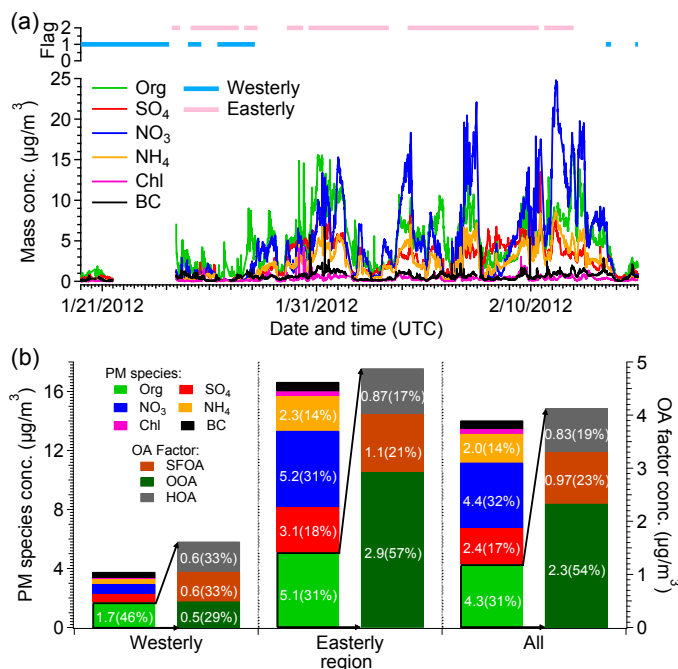 (a)
Flag
2
1
0
Org
SO4
NO3
NH4
Chl
BC
Westerly
Easterly
Mass conc. (µg/m3)
25
20
15
10
5
0
1/21/2012 1/31/2012 2/10/2012
Date and time (UTC)
(b)
PM species conc. (µg/m3)
16
12
8
4
0
PM species:
Org SO4
NO3 NH4
Chl BC
OA Factor:
SFOA
OOA
HOA
1.7(46%)
0.6(33%)
0.6(33%)
0.5(29%)
2.3(14%)
5.2(31%)
3.1(18%)
5.1(31%)
0.87(17%)
1.1(21%)
2.9(57%)
2.0(14%)
4.4(32%)
2.4(17%)
4.3(31%)
0.83(19%)
0.97(23%)
2.3(54%)
5
4
3
2
1
0
OA factor conc. (µg/m3)
Westerly Easterly All
region